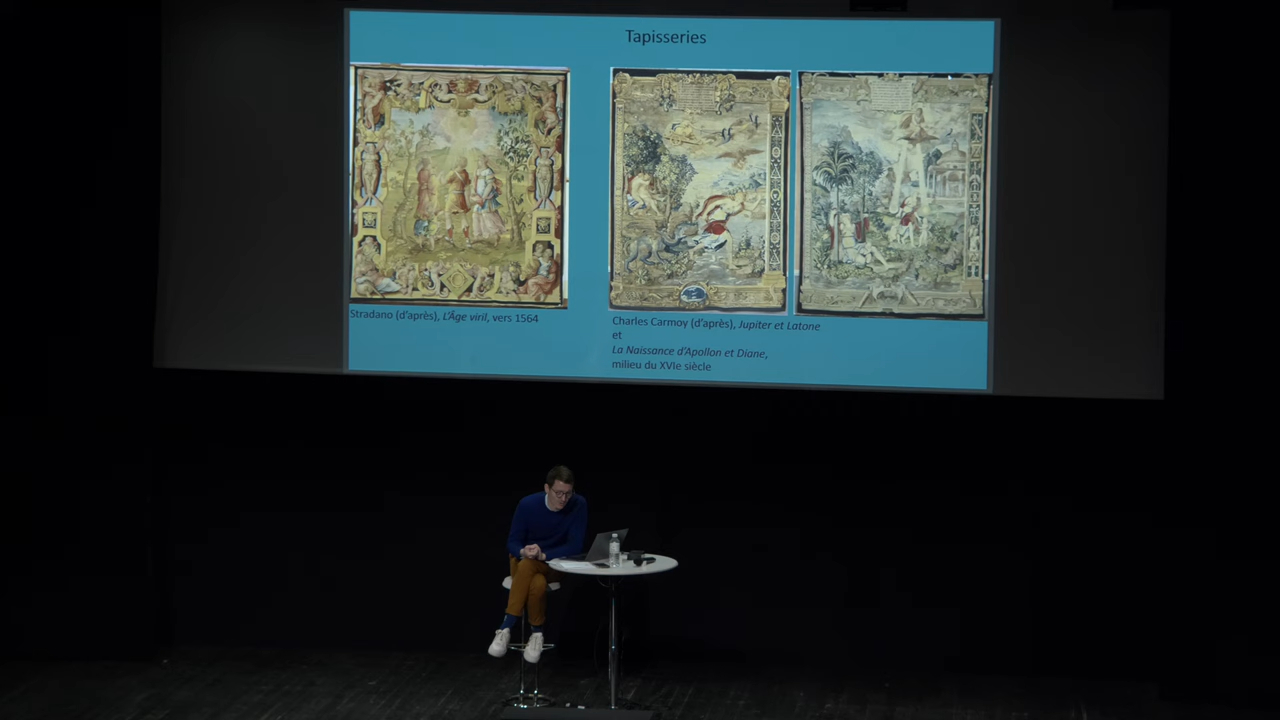 Tapisseries
Stradano (d'après), L'Âge viril, vers 1564
Charles Carmoy (d'après), Jupiter et Latone
et
La Naissance d'Apollon et Diane,
milieu du XVIe siècle